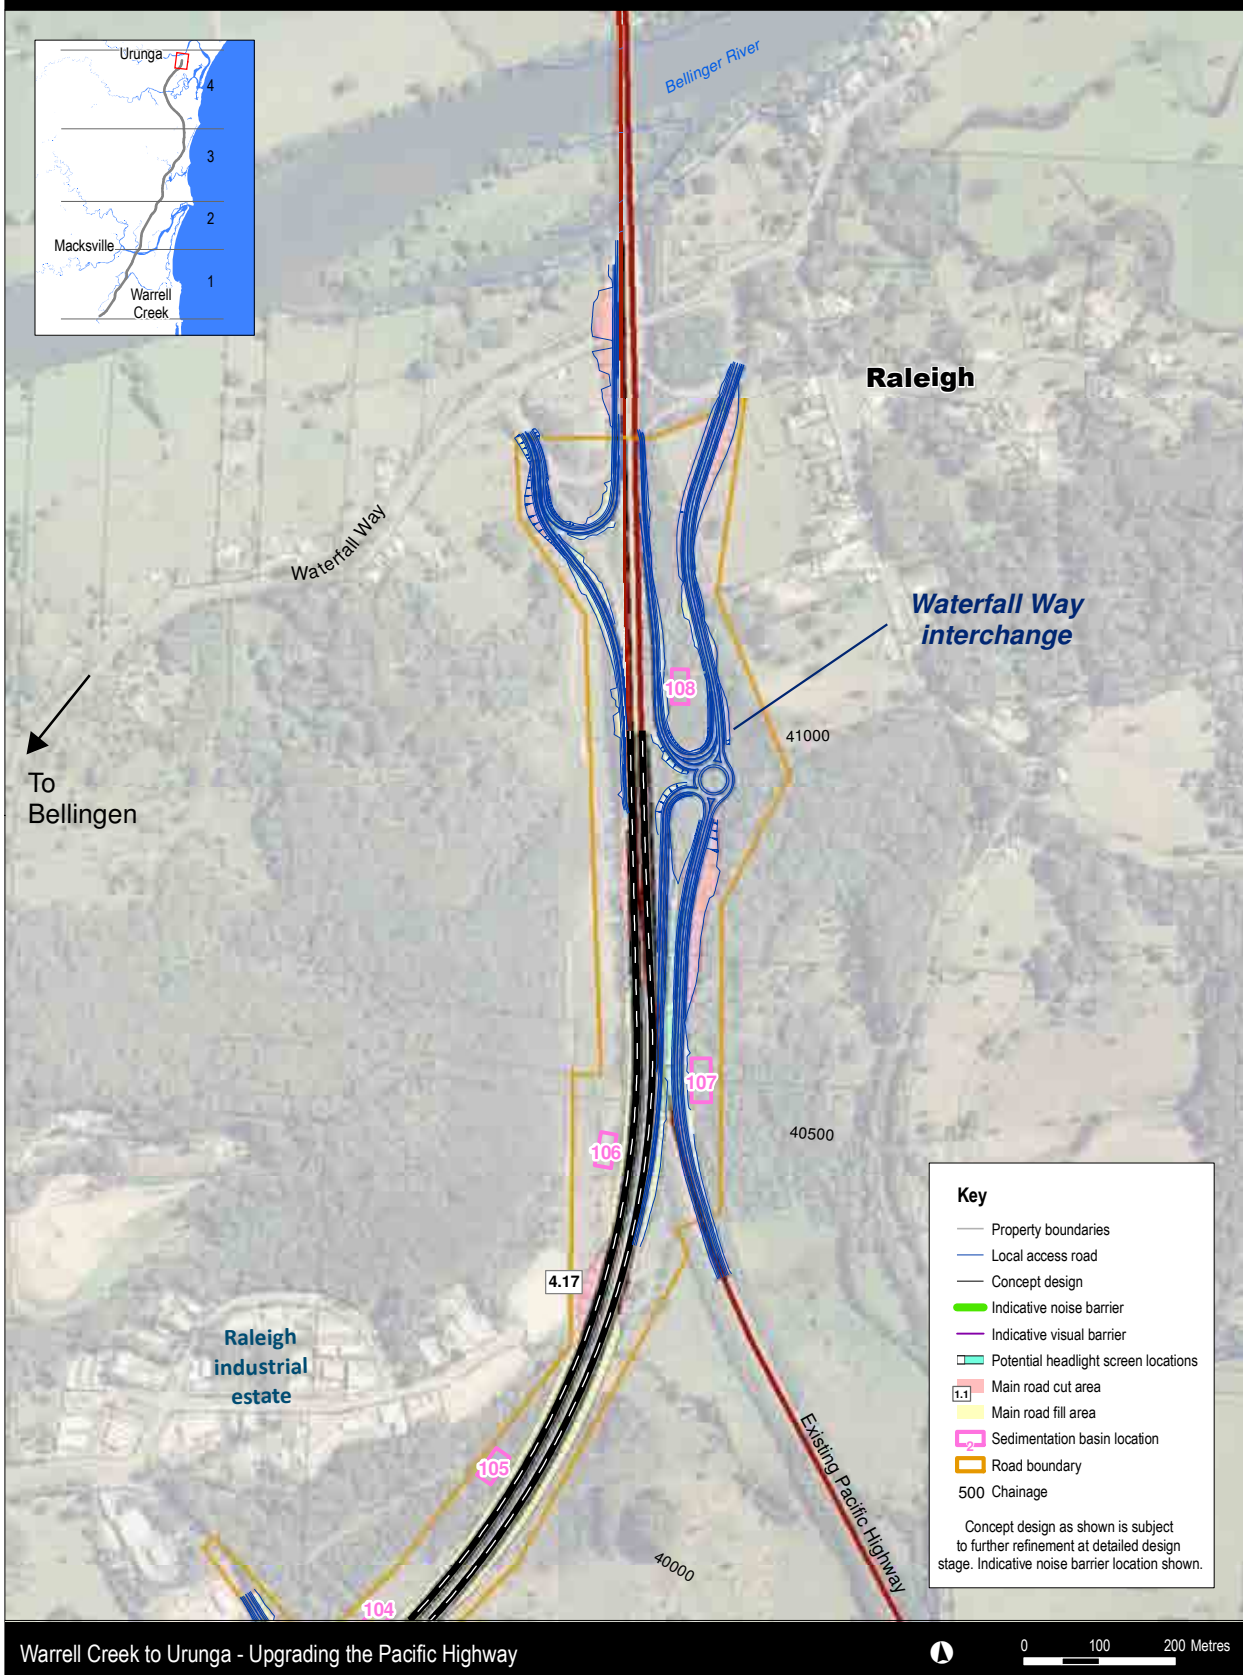 Urunga
4
3
2
Macksville
1
Warrell
Creek
Bellinger River
Raleigh
Waterfall Way
Waterfall Way
interchange
108
41000
To
Bellingen
107
40500
106
4.17
Raleigh
industrial
estate
105
Existing Pacific Highway
40000
104
Key
Property boundaries
Local access road
Concept design
Indicative noise barrier
Indicative visual barrier
Potential headlight screen locations
1.1 Main road cut area
Main road fill area
2 Sedimentation basin location
Road boundary
500 Chainage
Concept design as shown is subject
to further refinement at detailed design
stage. Indicative noise barrier location shown.
Warrell Creek to Urunga - Upgrading the Pacific Highway
0 100 200 Metres